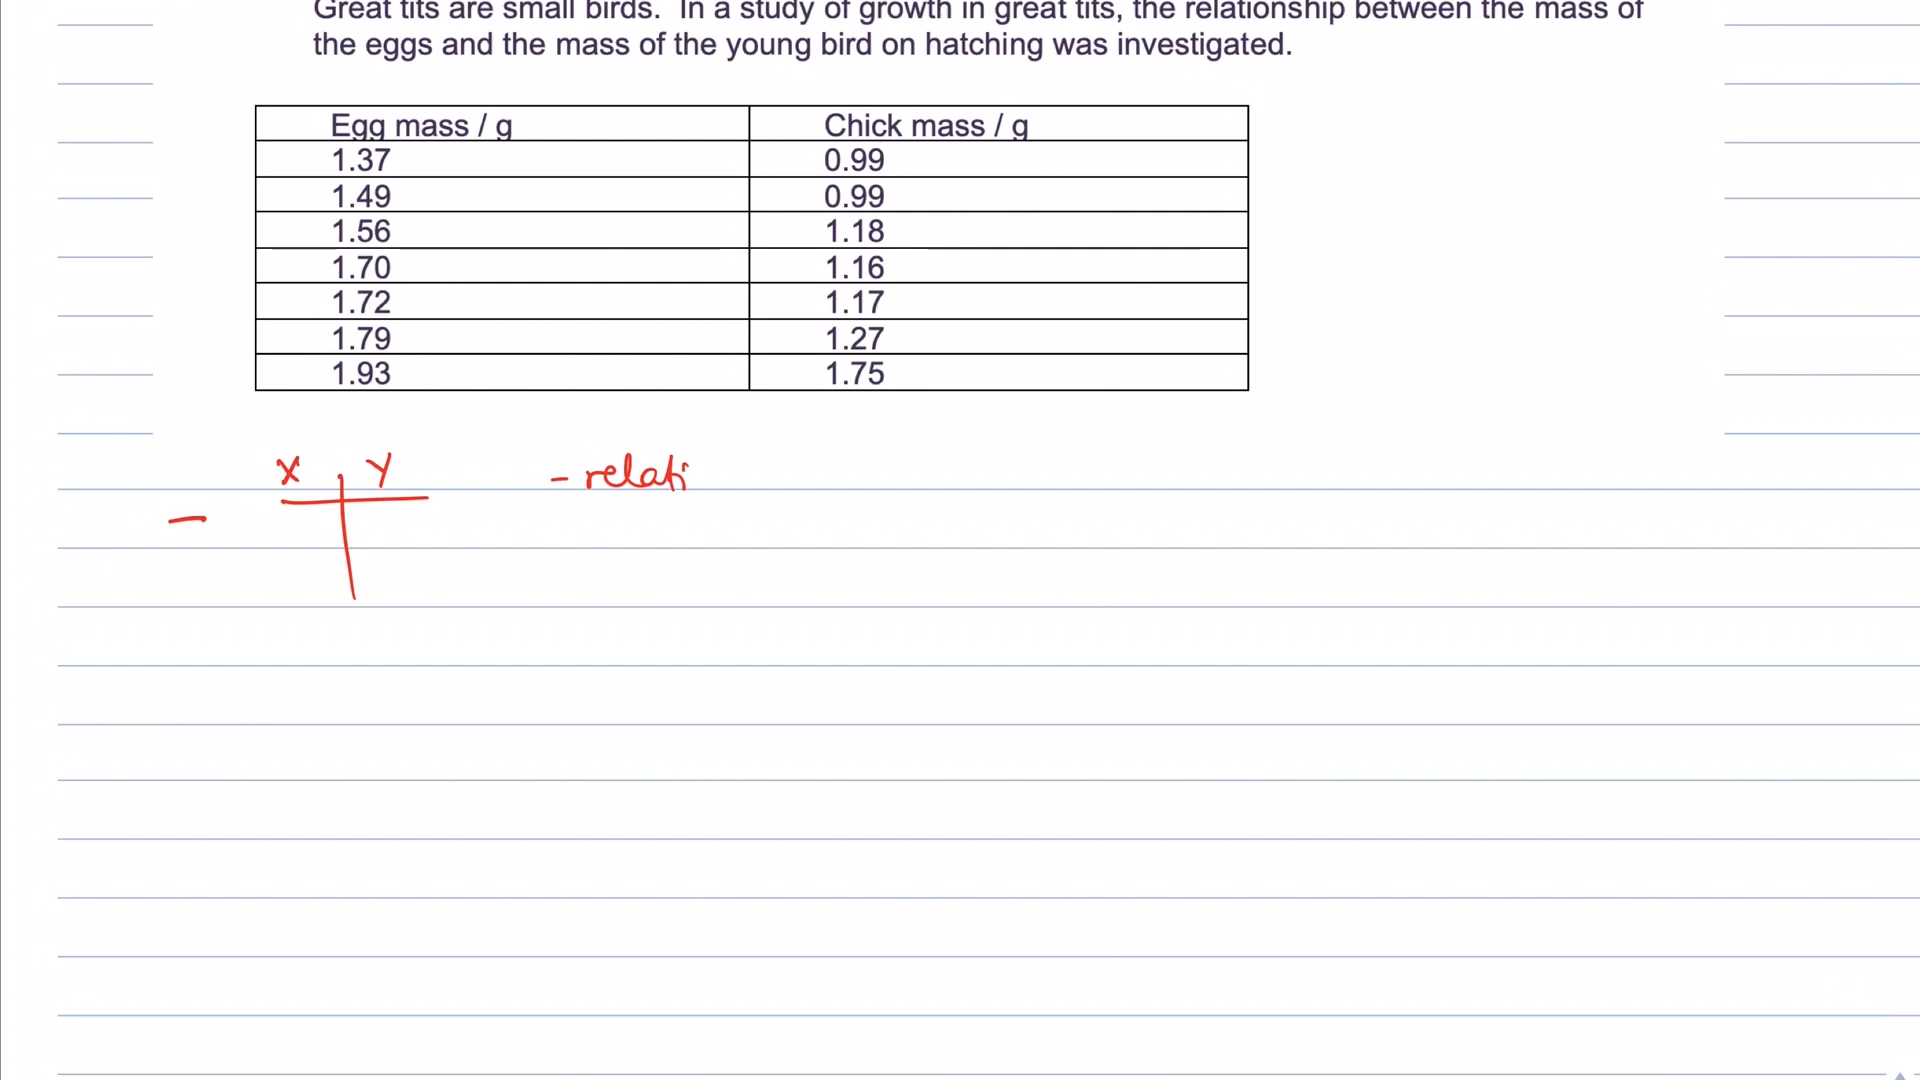 Great tits are small birds. In a study of growth in great tits, the relationship between the mass of
the eggs and the mass of the young bird on hatching was investigated.
Egg mass / g Chick mass / g
1.37 0.99
1.49 0.99
1.56 1.18
1.70 1.16
1.72 1.17
1.79 1.27
1.93 1.75
X Y - relati